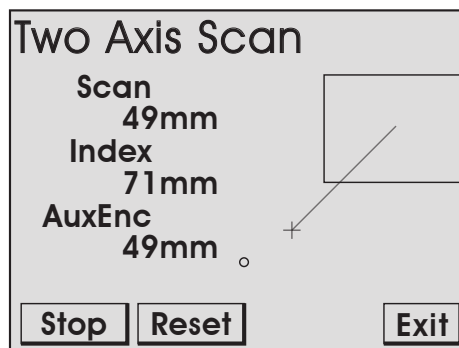 Two Axis Scan
Scan
49mm
Index
71mm
AuxEnc
49mm
Stop Reset Exit